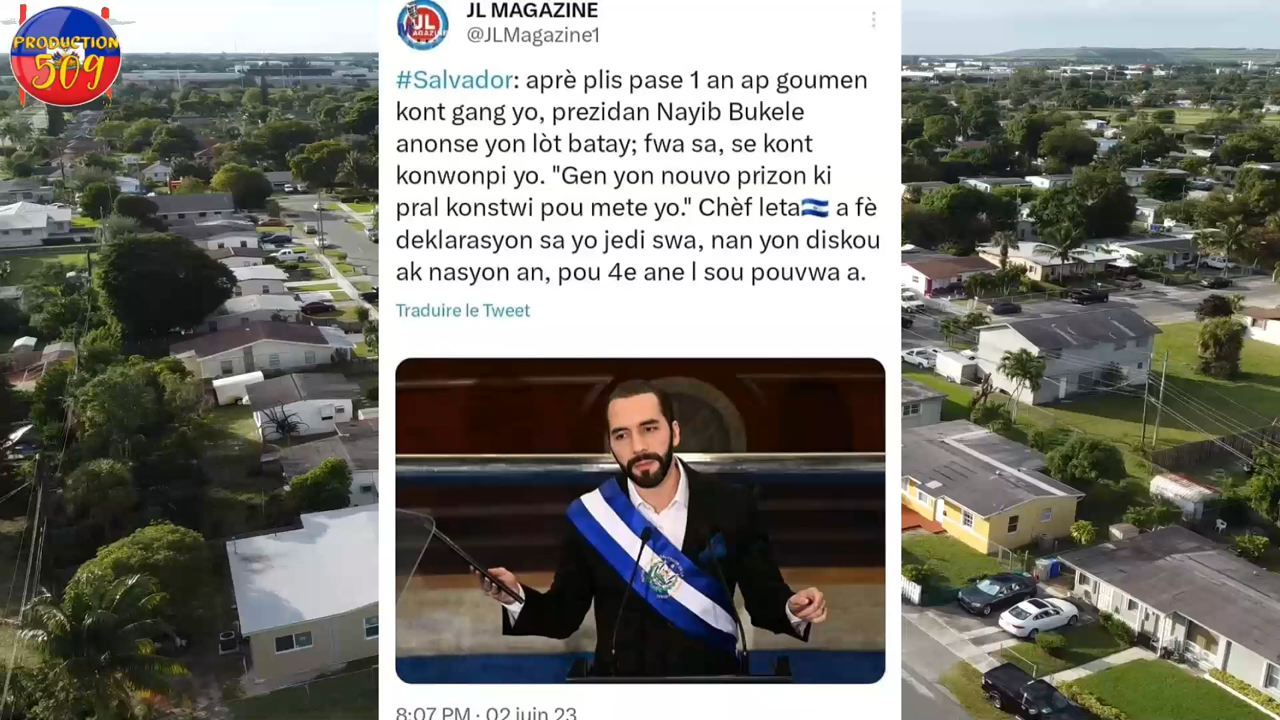 PRODUCTION
509
JL
MAGAZINE
JL MAGAZINE
@JLMagazine1
#Salvador: aprè plis pase 1 an ap goumen
kont gang yo, prezidan Nayib Bukele
anonse yon lòt batay; fwa sa, se kont
konwonpi yo. "Gen yon nouvo prizon ki
pral konstwi pou mete yo." Chèf leta🇸🇻 a fè
deklarasyon sa yo jedi swa, nan yon diskou
ak nasyon an, pou 4e ane l sou pouvwa a.
Traduire le Tweet
8:07 PM · 02 juin 23